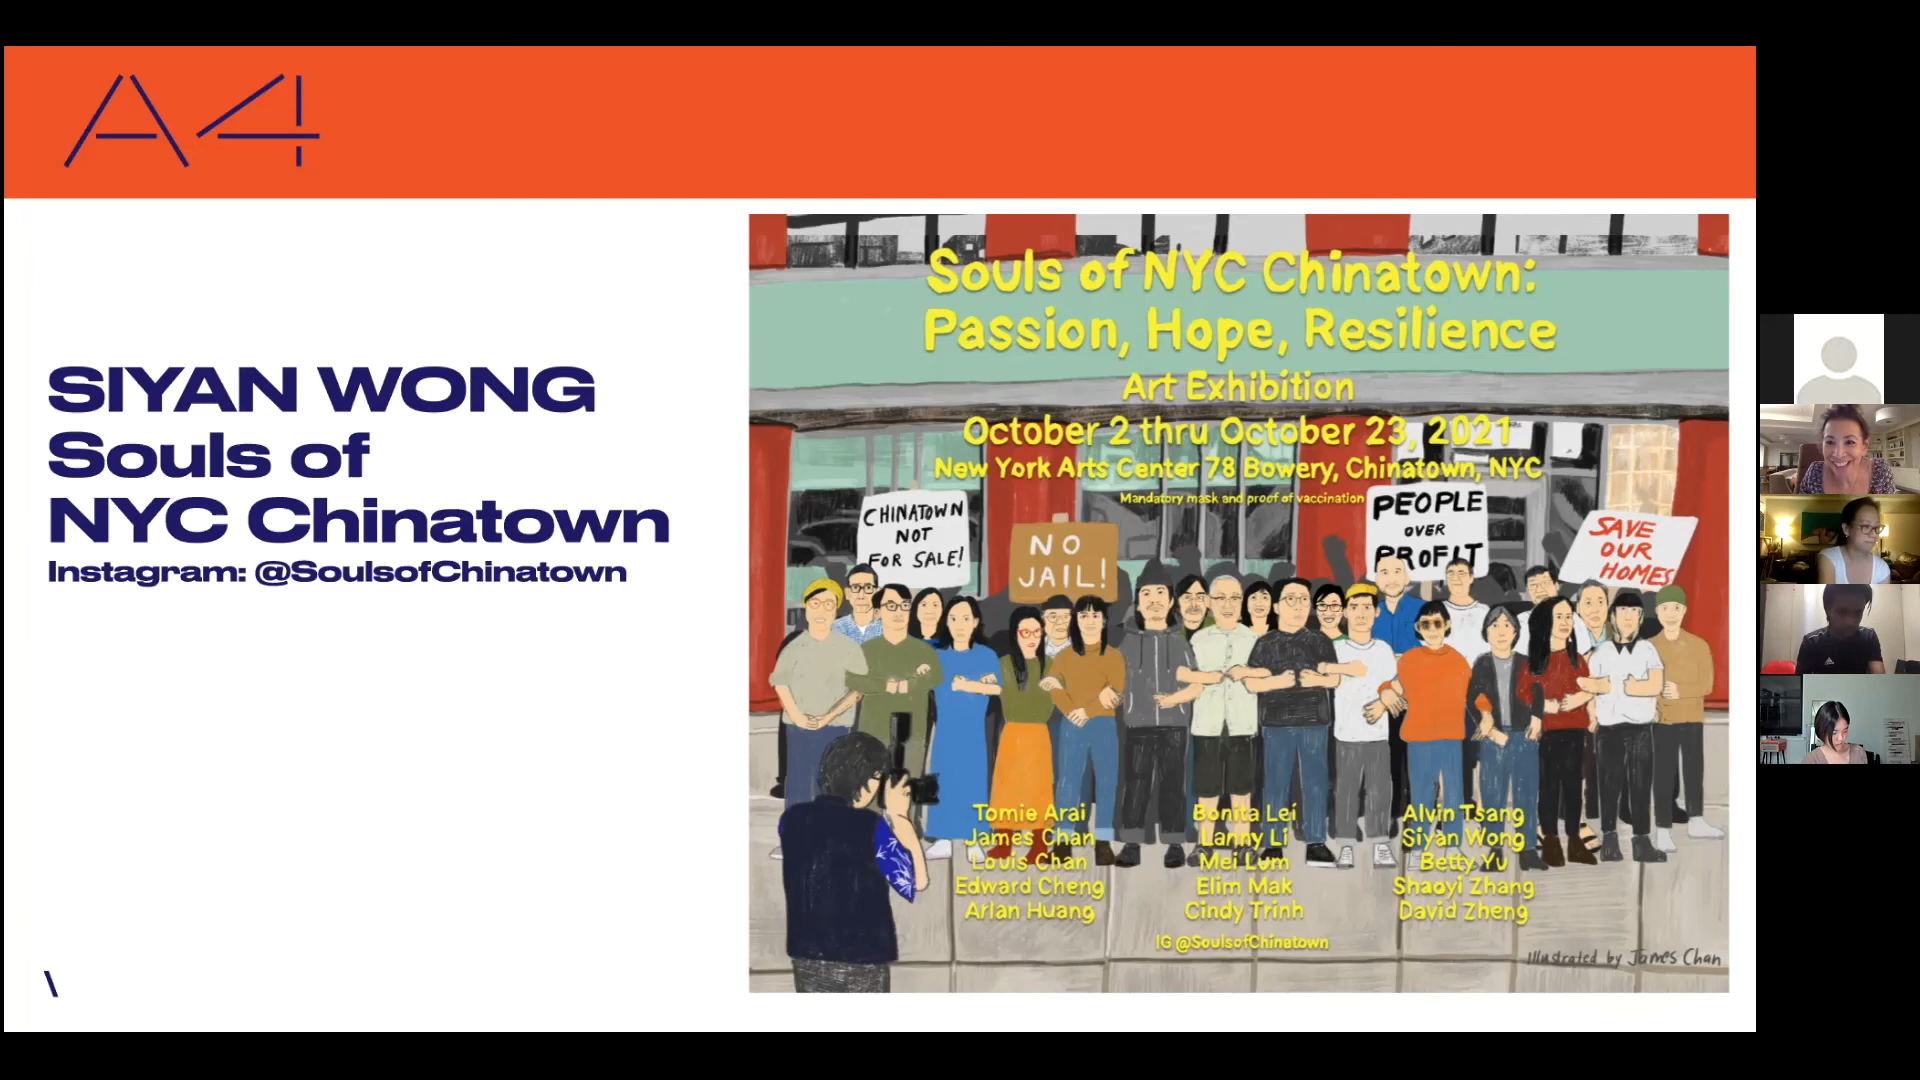 A4
SIYAN WONG
Souls of
NYC Chinatown
Instagram: @SoulsofChinatown
\
Souls of NYC Chinatown:
Passion, Hope, Resilience
Art Exhibition
October 2 thru October 23, 2021
New York Arts Center 78 Bowery, Chinatown, NYC
Mandatory mask and proof of vaccination
CHINATOWN
NOT
FOR SALE!
NO
JAIL!
PEOPLE
OVER
PROFIT
SAVE
OUR
HOMES
Tomie Arai
James Chan
Louis Chan
Edward Cheng
Arlan Huang
Bonita Lei
Lanny Li
Mei Lum
Elim Mak
Cindy Trinh
Alvin Tsang
Siyan Wong
Betty Yu
Shaoyi Zhang
David Zheng
IG @SoulsofChinatown
Illustrated by James Chan